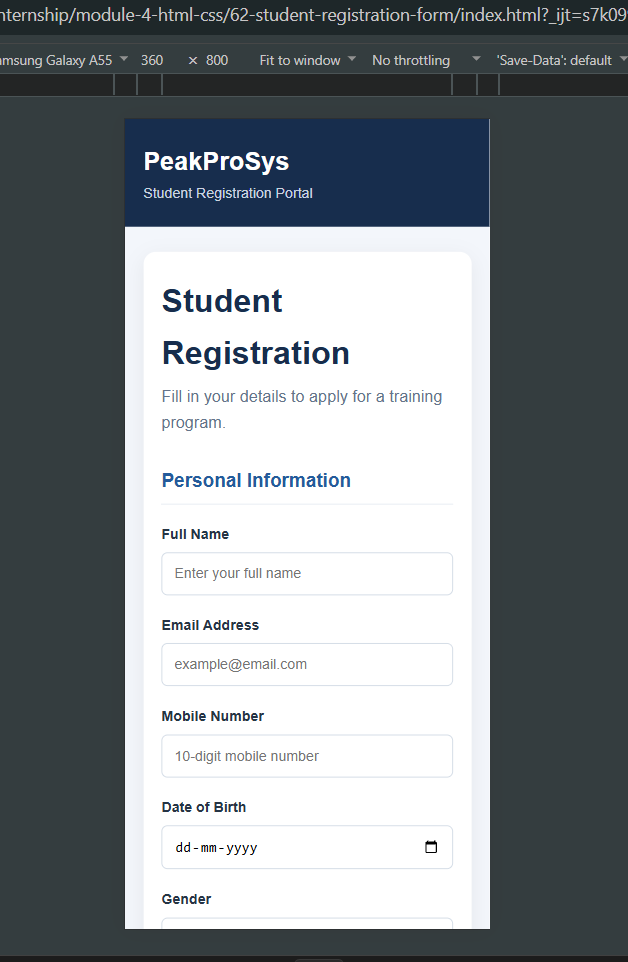 nternship/module-4-html-css/62-student-registration-form/index.html?_ijt=s7k09
msung Galaxy A55 360 × 800 Fit to window No throttling 'Save-Data': default
PeakProSys
Student Registration Portal
Student
Registration
Fill in your details to apply for a training
program.
Personal Information
Full Name
Enter your full name
Email Address
example@email.com
Mobile Number
10-digit mobile number
Date of Birth
dd-mm-yyyy
Gender